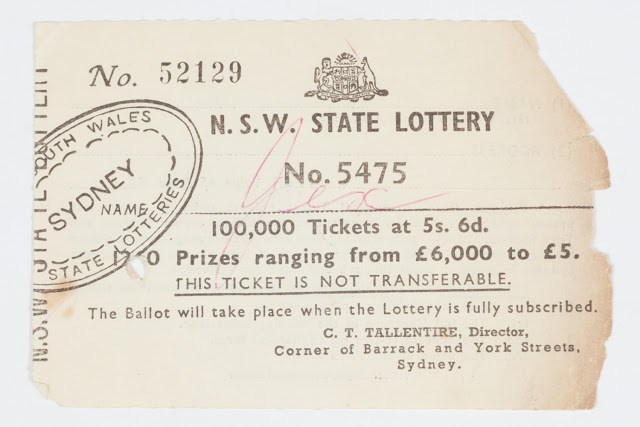 No. 52129
N.S.W. STATE LOTTERY
No. 5475
SOUTH WALES
SYDNEY
STATE LOTTERIES
NAME
100,000 Tickets at 5s. 6d.
Prizes ranging from £6,000 to £5.
THIS TICKET IS NOT TRANSFERABLE.
The Ballot will take place when the Lottery is fully subscribed.
C. T. TALLENTIRE, Director,
Corner of Barrack and York Streets,
Sydney.
N.S.W. STATE LOTTERY